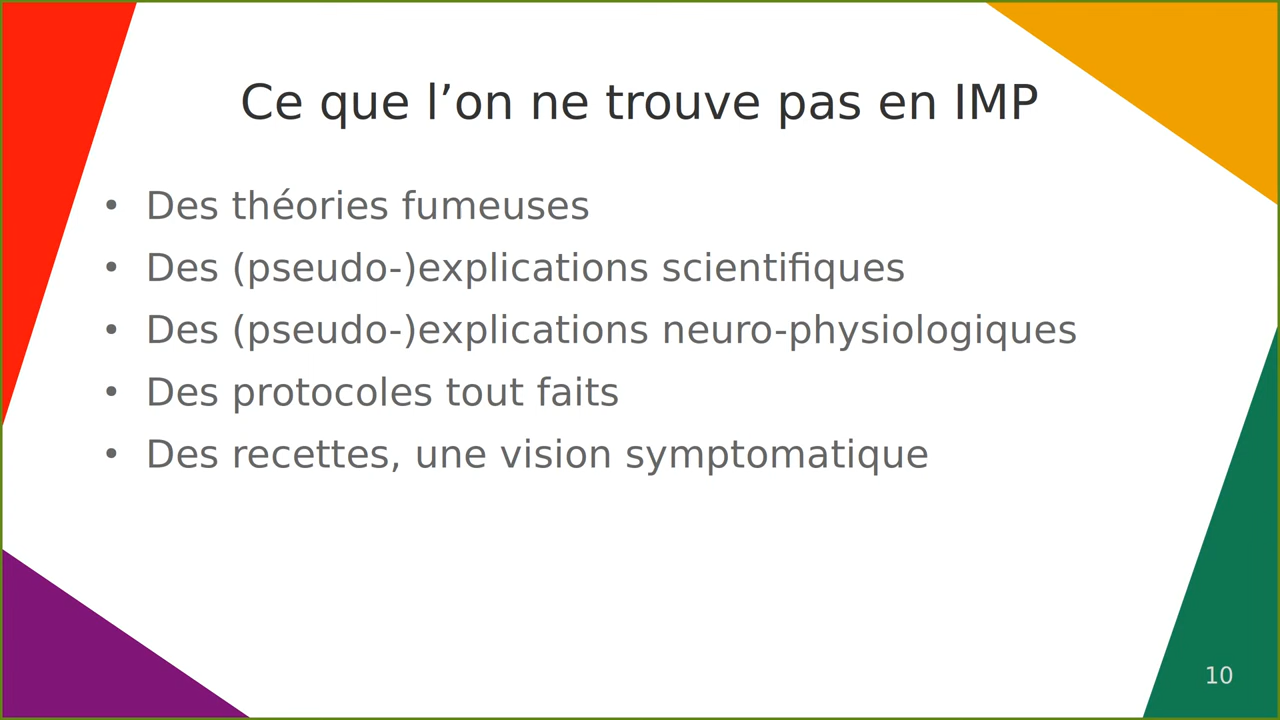 Ce que l’on ne trouve pas en IMP
• Des théories fumeuses
• Des (pseudo-)explications scientifiques
• Des (pseudo-)explications neuro-physiologiques
• Des protocoles tout faits
• Des recettes, une vision symptomatique
10